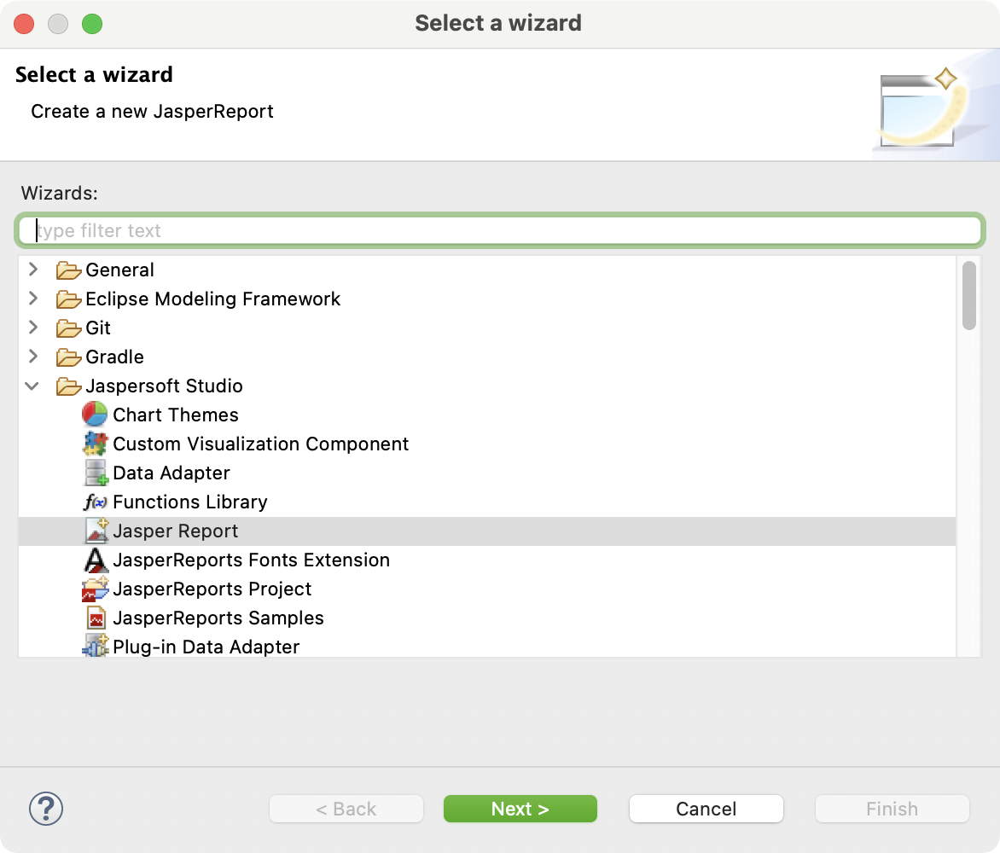 Select a wizard
Select a wizard
Create a new JasperReport
Wizards:
type filter text
General
Eclipse Modeling Framework
Git
Gradle
Jaspersoft Studio
Chart Themes
Custom Visualization Component
Data Adapter
f(x) Functions Library
Jasper Report
JasperReports Fonts Extension
JasperReports Project
JasperReports Samples
Plug-in Data Adapter
? < Back Next > Cancel Finish